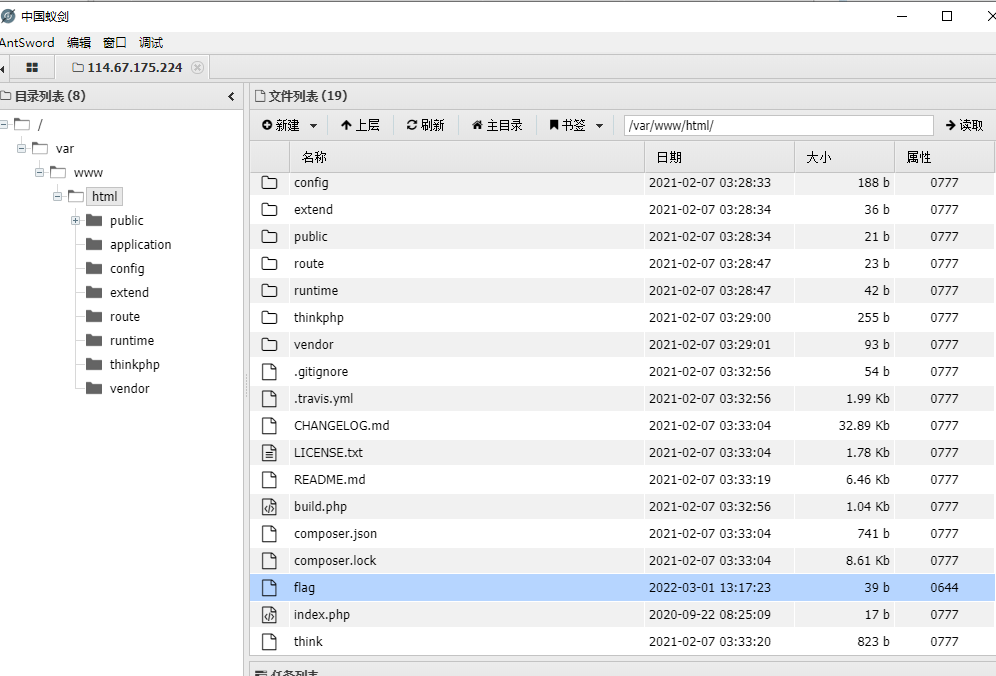 中国蚁剑
AntSword 编辑 窗口 调试
114.67.175.224
目录列表 (8)
/
var
www
html
public
application
config
extend
route
runtime
thinkphp
vendor
文件列表 (19)
新建 上层 刷新 主目录 书签 /var/www/html/ 读取
名称 日期 大小 属性
config 2021-02-07 03:28:33 188 b 0777
extend 2021-02-07 03:28:34 36 b 0777
public 2021-02-07 03:28:34 21 b 0777
route 2021-02-07 03:28:47 23 b 0777
runtime 2021-02-07 03:28:47 42 b 0777
thinkphp 2021-02-07 03:29:00 255 b 0777
vendor 2021-02-07 03:29:01 93 b 0777
.gitignore 2021-02-07 03:32:56 54 b 0777
.travis.yml 2021-02-07 03:32:56 1.99 Kb 0777
CHANGELOG.md 2021-02-07 03:33:04 32.89 Kb 0777
LICENSE.txt 2021-02-07 03:33:04 1.78 Kb 0777
README.md 2021-02-07 03:33:19 6.46 Kb 0777
build.php 2021-02-07 03:32:56 1.04 Kb 0777
composer.json 2021-02-07 03:33:04 741 b 0777
composer.lock 2021-02-07 03:33:04 8.61 Kb 0777
flag 2022-03-01 13:17:23 39 b 0644
index.php 2020-09-22 08:25:09 17 b 0777
think 2021-02-07 03:33:20 823 b 0777
任务列表